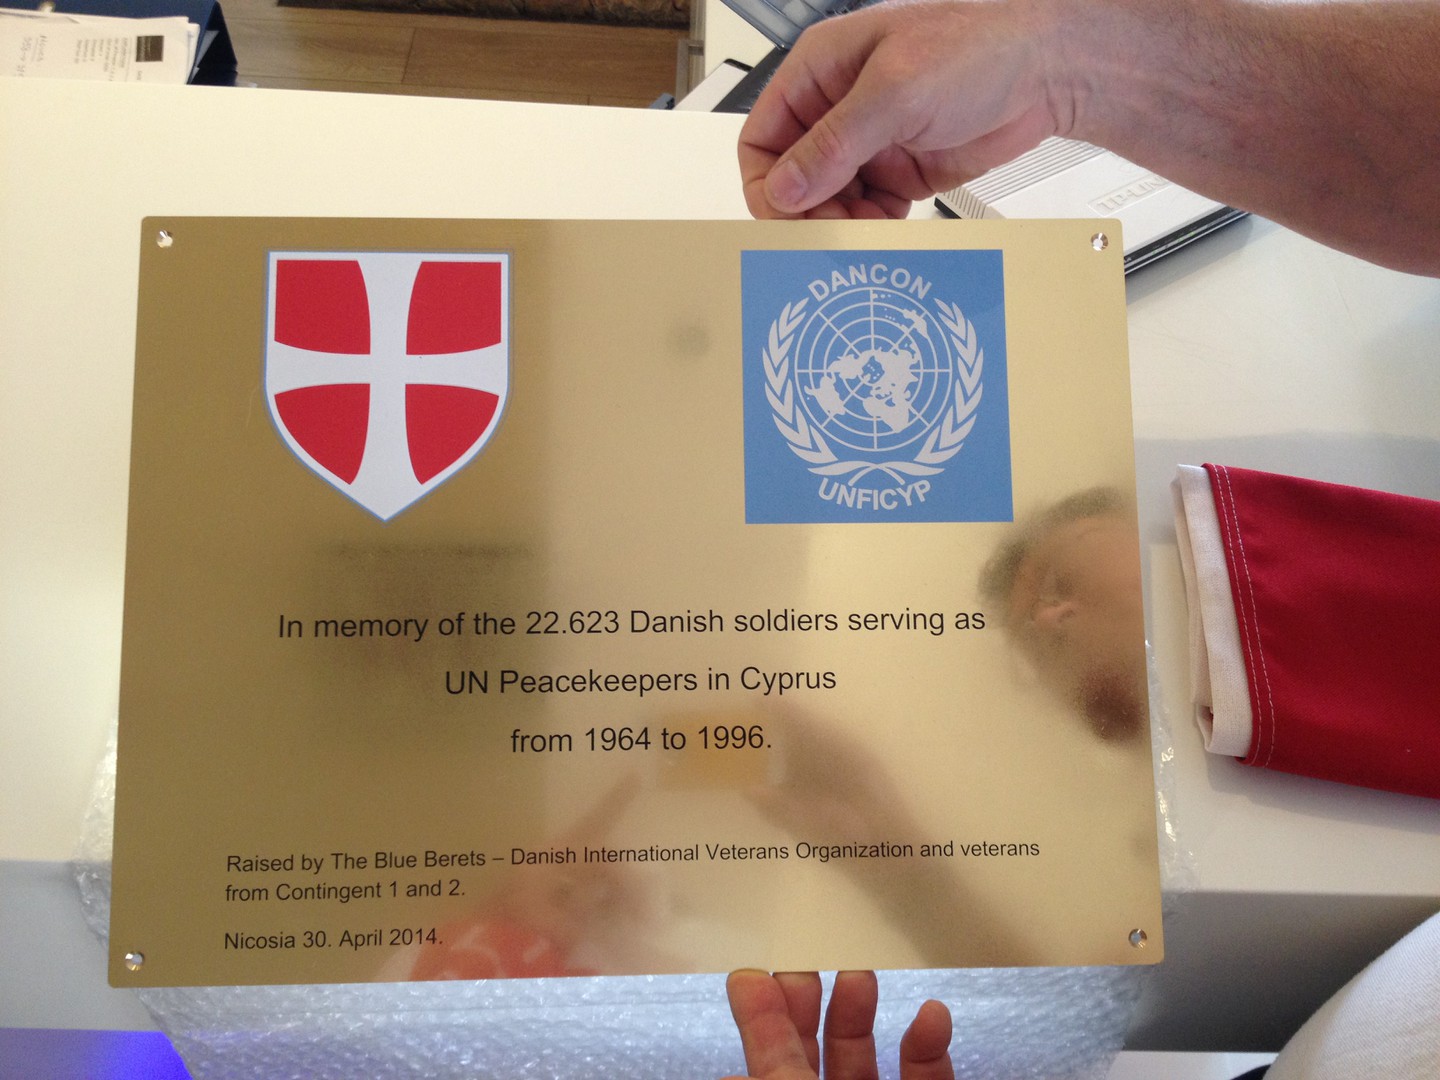 DANCON
UNFICYP
In memory of the 22.623 Danish soldiers serving as
UN Peacekeepers in Cyprus
from 1964 to 1996.
Raised by The Blue Berets – Danish International Veterans Organization and veterans
from Contingent 1 and 2.
Nicosia 30. April 2014.